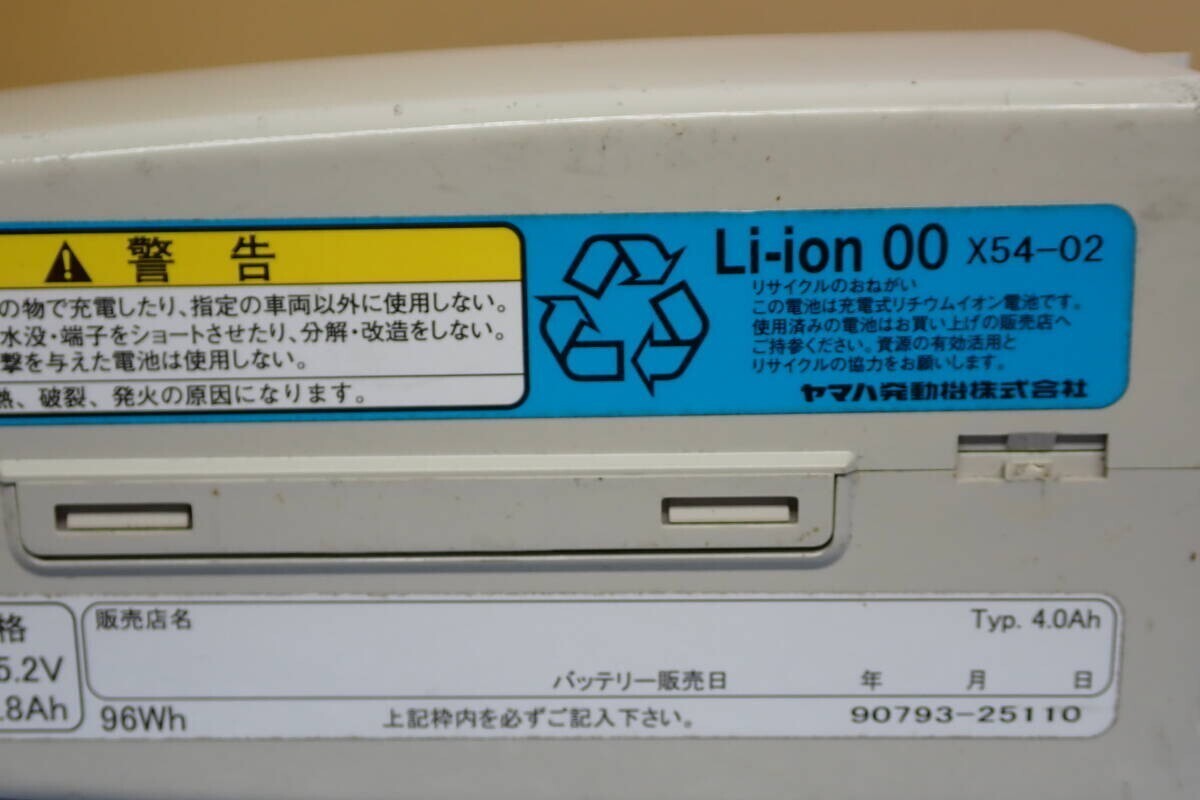 警告
の物で充電したり、指定の車両以外に使用しない。
水没・端子をショートさせたり、分解・改造をしない。
撃を与えた電池は使用しない。
熱、破裂、発火の原因になります。
Li-ion 00 X54-02
リサイクルのおねがい
この電池は充電式リチウムイオン電池です。
使用済みの電池はお買い上げの販売店へ
ご持参ください。資源の有効活用と
リサイクルの協力をお願いします。
ヤマハ発動機株式会社
格
5.2V
.8Ah
販売店名
Typ. 4.0Ah
バッテリー販売日 年 月 日
96Wh
上記枠内を必ずご記入下さい。
90793-25110